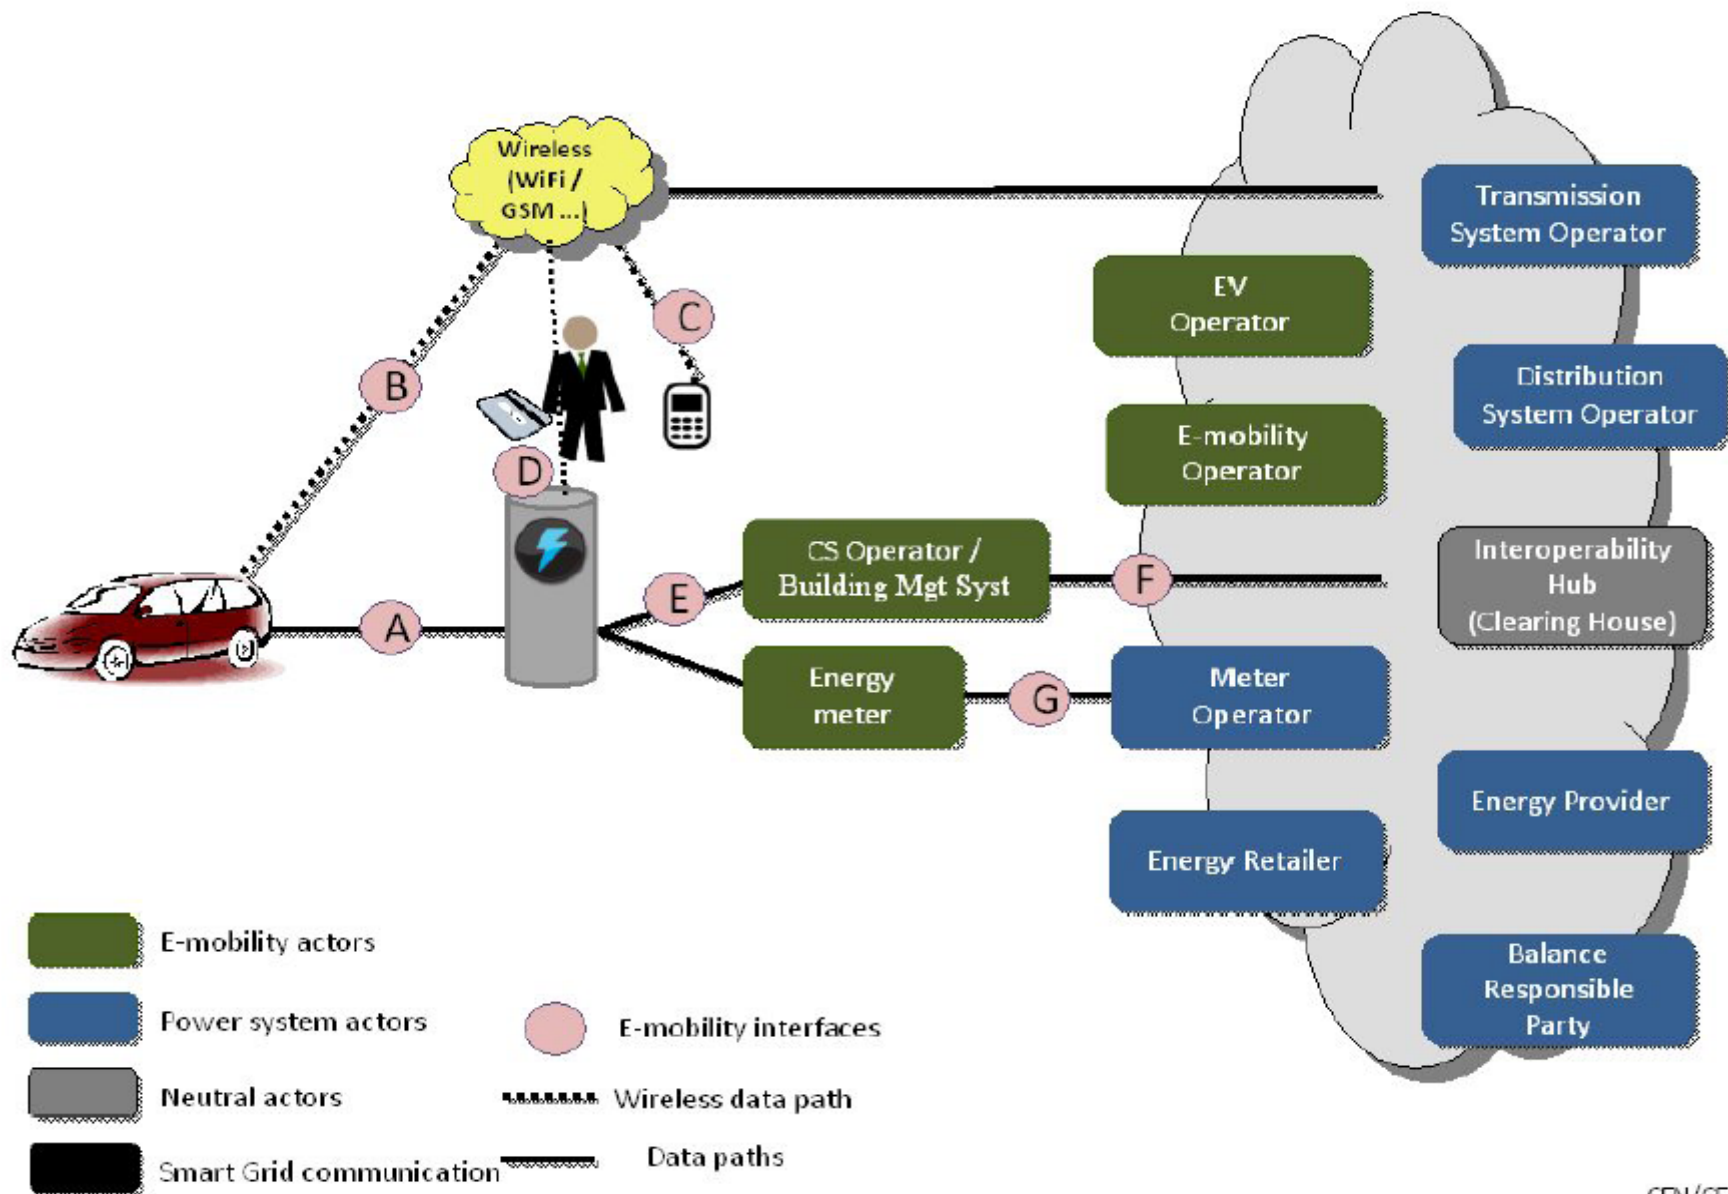 Wireless
(WiFi /
GSM ...)
Transmission
System Operator
EV
Operator
C
B
Distribution
System Operator
E-mobility
Operator
D
CS Operator /
Building Mgt Syst
Interoperability
Hub
(Clearing House)
E
F
A
Energy
meter
G
Meter
Operator
Energy Provider
Energy Retailer
Balance
Responsible
Party
E-mobility actors
Power system actors
Neutral actors
Smart Grid communication
E-mobility interfaces
Wireless data path
Data paths